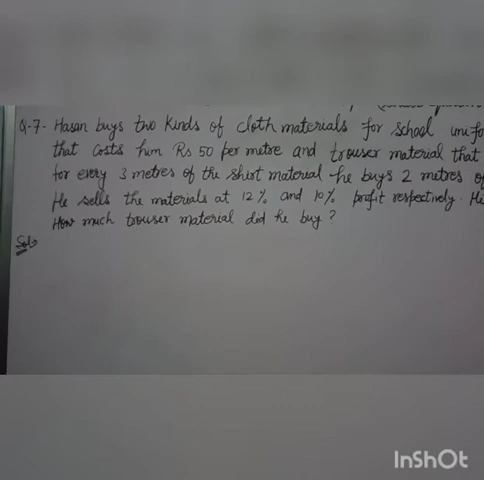 Q-7- Hasan buys two kinds of cloth materials for school unifo
that costs him Rs 50 per metre and trouser material that
for every 3 metres of the shirt material he buys 2 metres of
He sells the materials at 12% and 10% profit respectively. Hi
How much trouser material did he buy?
Sol→
InShOt